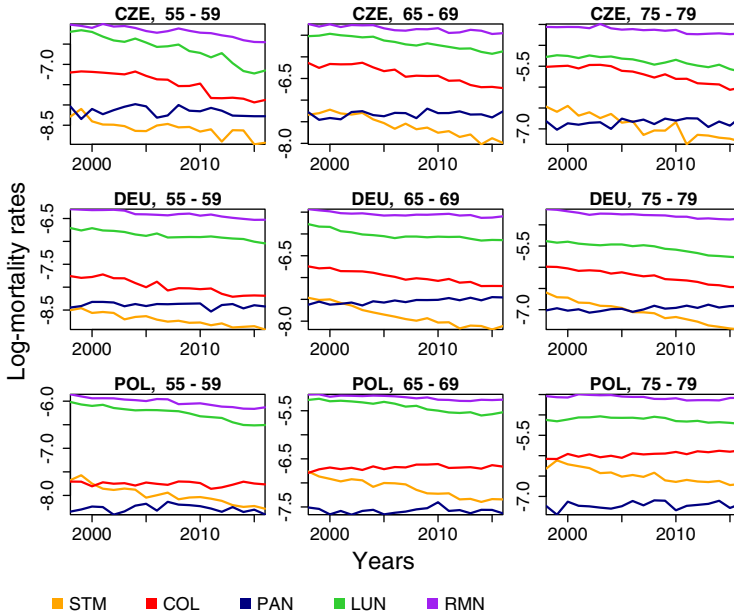 CZE, 55 - 59
CZE, 65 - 69
CZE, 75 - 79
-7.0
-8.5
2000
2010
-6.5
-8.0
2000
2010
-5.5
-7.0
2000
2010
DEU, 55 - 59
DEU, 65 - 69
DEU, 75 - 79
-6.5
-7.5
-8.5
2000
2010
-6.5
-8.0
2000
2010
-5.5
-7.0
2000
2010
POL, 55 - 59
POL, 65 - 69
POL, 75 - 79
-6.0
-7.0
-8.0
2000
2010
-5.5
-6.5
-7.5
2000
2010
-5.5
-7.0
2000
2010
Log-mortality rates
Years
STM
COL
PAN
LUN
RMN